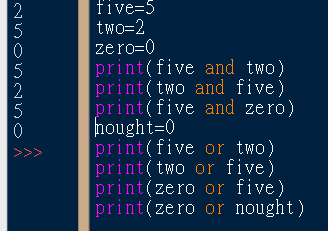 2
5
0
5
2
5
0
>>>
five=5
two=2
zero=0
print(five and two)
print(two and five)
print(five and zero)
nought=0
print(five or two)
print(two or five)
print(zero or five)
print(zero or nought)